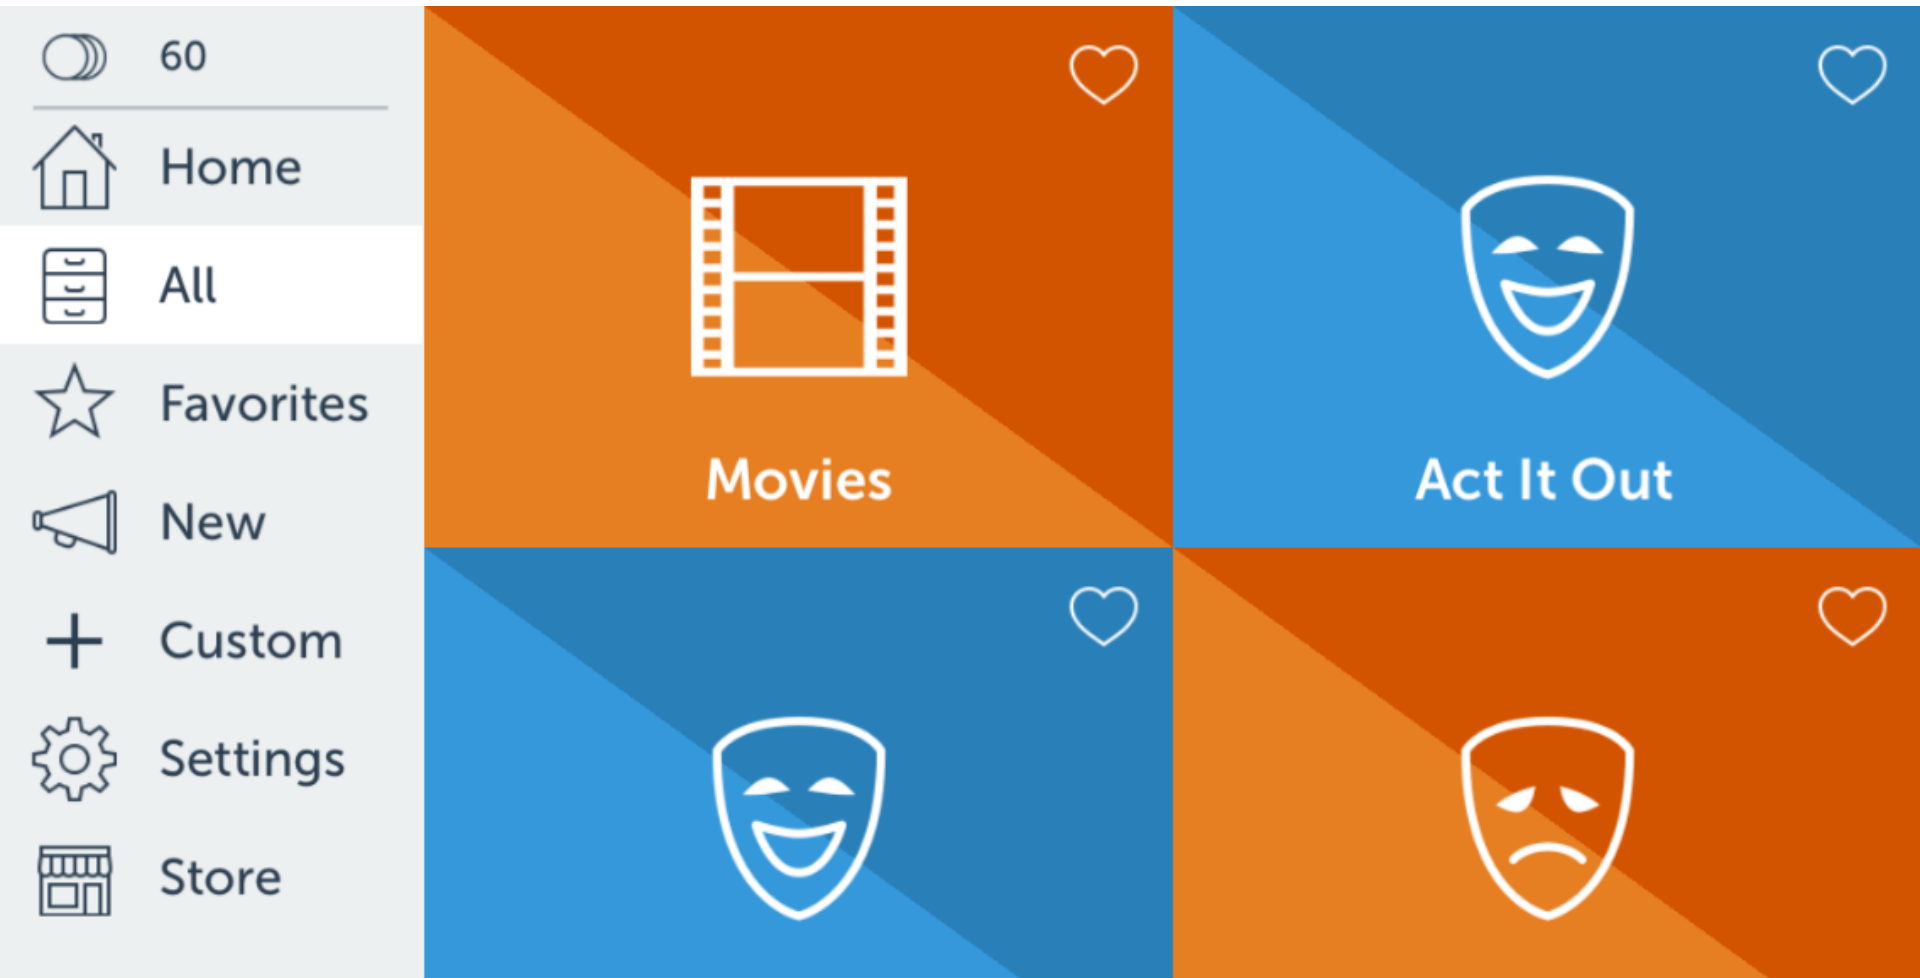 60
Home
All
Favorites
New
Custom
Settings
Store
Movies
Act It Out